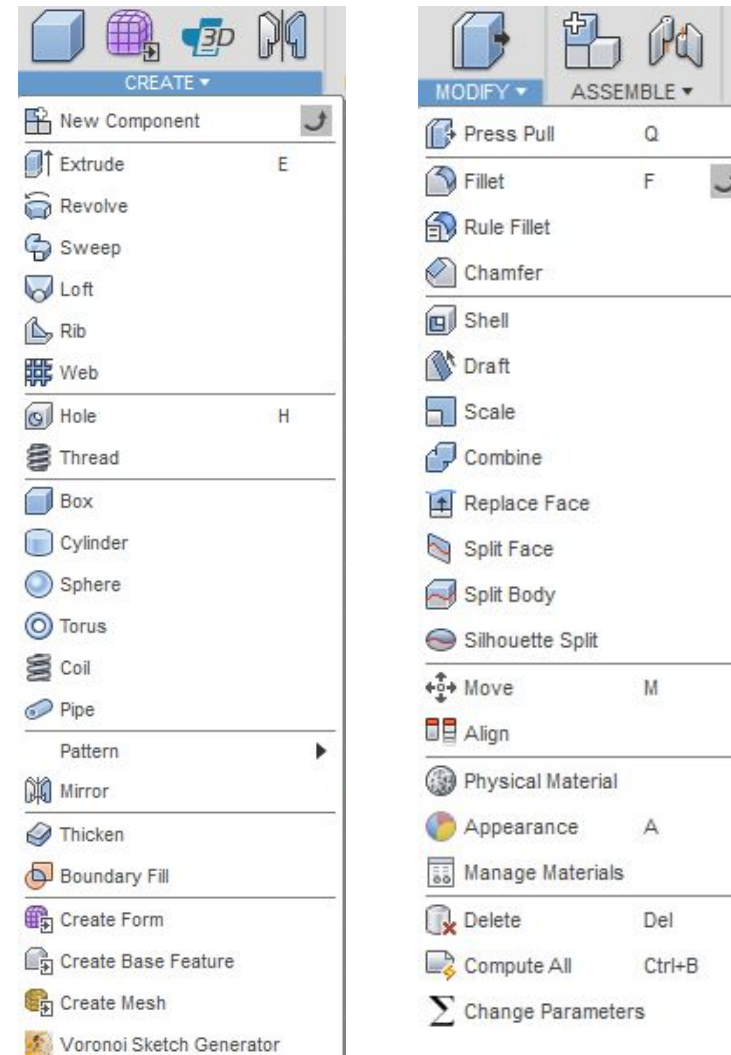 3D
CREATE ▾
New Component
Extrude E
Revolve
Sweep
Loft
Rib
Web
Hole H
Thread
Box
Cylinder
Sphere
Torus
Coil
Pipe
Pattern
Mirror
Thicken
Boundary Fill
Create Form
Create Base Feature
Create Mesh
Voronoi Sketch Generator
MODIFY ▾ ASSEMBLE ▾
Press Pull Q
Fillet F
Rule Fillet
Chamfer
Shell
Draft
Scale
Combine
Replace Face
Split Face
Split Body
Silhouette Split
Move M
Align
Physical Material
Appearance A
Manage Materials
Delete Del
Compute All Ctrl+B
Σ Change Parameters